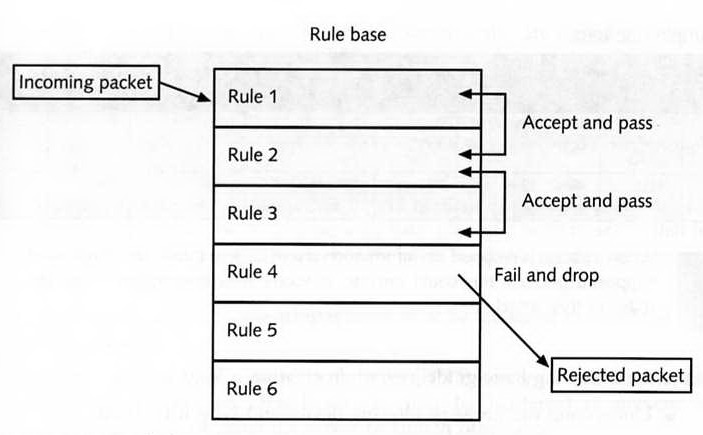 Rule base
Incoming packet
Rule 1
Accept and pass
Rule 2
Accept and pass
Rule 3
Rule 4
Fail and drop
Rule 5
Rejected packet
Rule 6